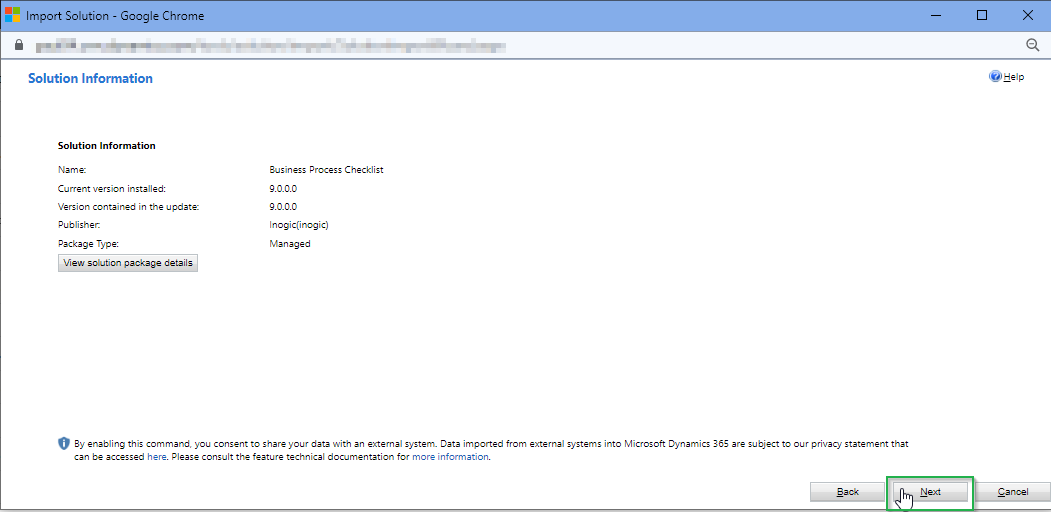 Import Solution - Google Chrome
Solution Information
Help
Solution Information
Name: Business Process Checklist
Current version installed: 9.0.0.0
Version contained in the update: 9.0.0.0
Publisher: Inogic(inogic)
Package Type: Managed
View solution package details
By enabling this command, you consent to share your data with an external system. Data imported from external systems into Microsoft Dynamics 365 are subject to our privacy statement that
can be accessed here. Please consult the feature technical documentation for more information.
Back Next Cancel